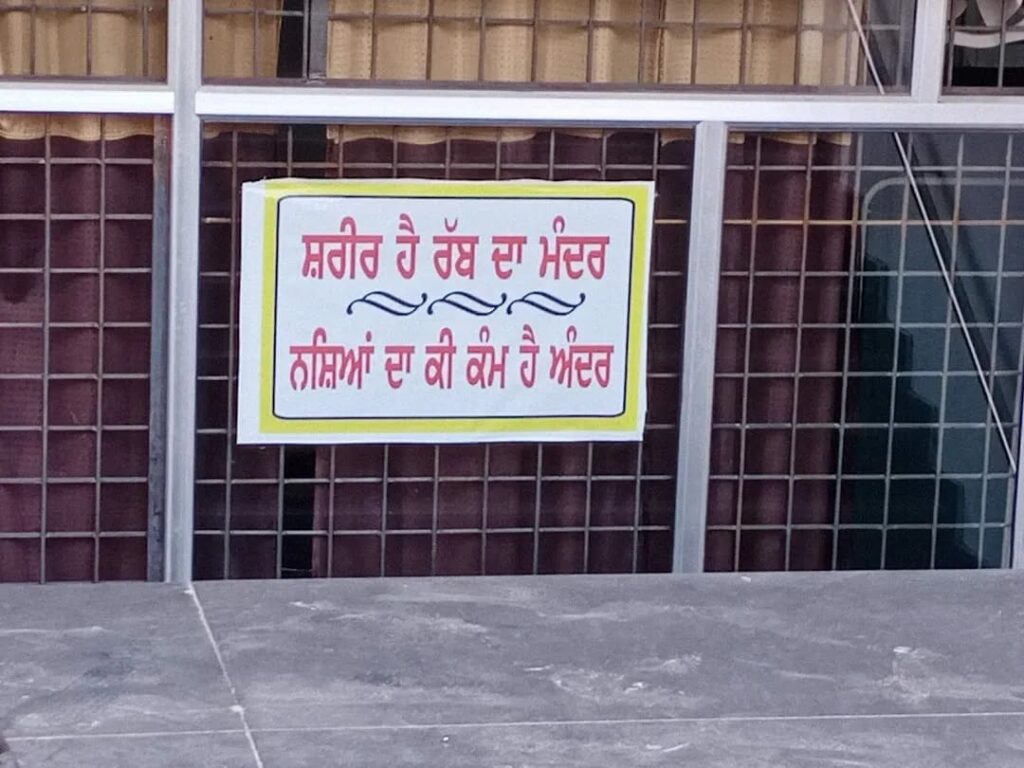 ਸ਼ਰੀਰ ਹੈ ਰੱਬ ਦਾ ਮੰਦਰ
ਨਸ਼ਿਆਂ ਦਾ ਕੀ ਕੰਮ ਹੈ ਅੰਦਰ